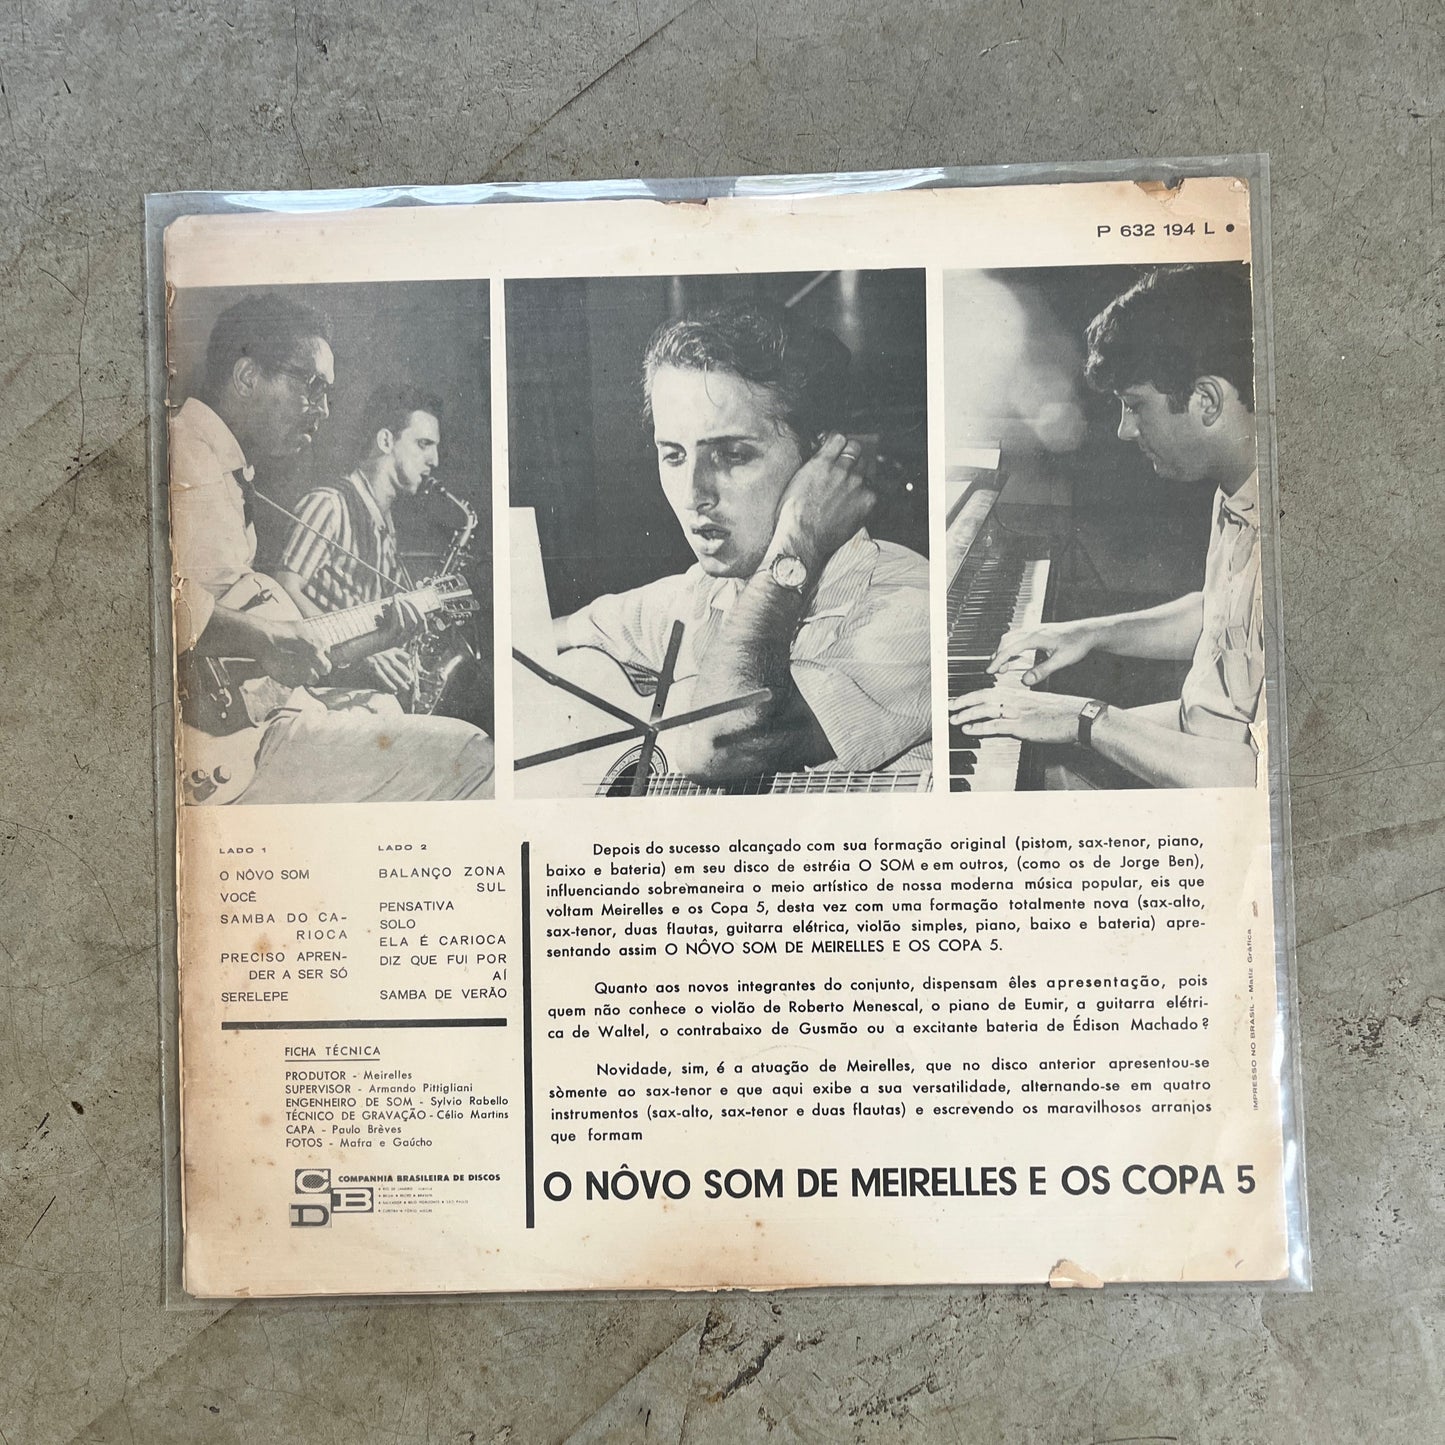 P 632 194 L
LADO 1
O NÔVO SOM
VOCÊ
SAMBA DO CA-
RIOCA
PRECISO APREN-
DER A SER SÓ
SERELEPE
LADO 2
BALANÇO ZONA
SUL
PENSATIVA
SOLO
ELA É CARIOCA
DIZ QUE FUI POR
AÍ
SAMBA DE VERÃO
FICHA TÉCNICA
PRODUTOR - Meirelles
SUPERVISOR - Armando Pittigliani
ENGENHEIRO DE SOM - Sylvio Rabello
TÉCNICO DE GRAVAÇÃO - Célio Martins
CAPA - Paulo Brèves
FOTOS - Mafra e Gaúcho
CBD
COMPANHIA BRASILEIRA DE DISCOS
Depois do sucesso alcançado com sua formação original (pistom, sax-tenor, piano,
baixo e bateria) em seu disco de estréia O SOM e em outros, (como os de Jorge Ben),
influenciando sobremaneira o meio artístico de nossa moderna música popular, eis que
voltam Meirelles e os Copa 5, desta vez com uma formação totalmente nova (sax-alto,
sax-tenor, duas flautas, guitarra elétrica, violão simples, piano, baixo e bateria) apre-
sentando assim O NÔVO SOM DE MEIRELLES E OS COPA 5.
Quanto aos novos integrantes do conjunto, dispensam êles apresentação, pois
quem não conhece o violão de Roberto Menescal, o piano de Eumir, a guitarra elétri-
ca de Waltel, o contrabaixo de Gusmão ou a excitante bateria de Édison Machado?
Novidade, sim, é a atuação de Meirelles, que no disco anterior apresentou-se
sòmente ao sax-tenor e que aqui exibe a sua versatilidade, alternando-se em quatro
instrumentos (sax-alto, sax-tenor e duas flautas) e escrevendo os maravilhosos arranjos
que formam
O NÔVO SOM DE MEIRELLES E OS COPA 5
IMPRESSO NO BRASIL - Matiz Gráfica